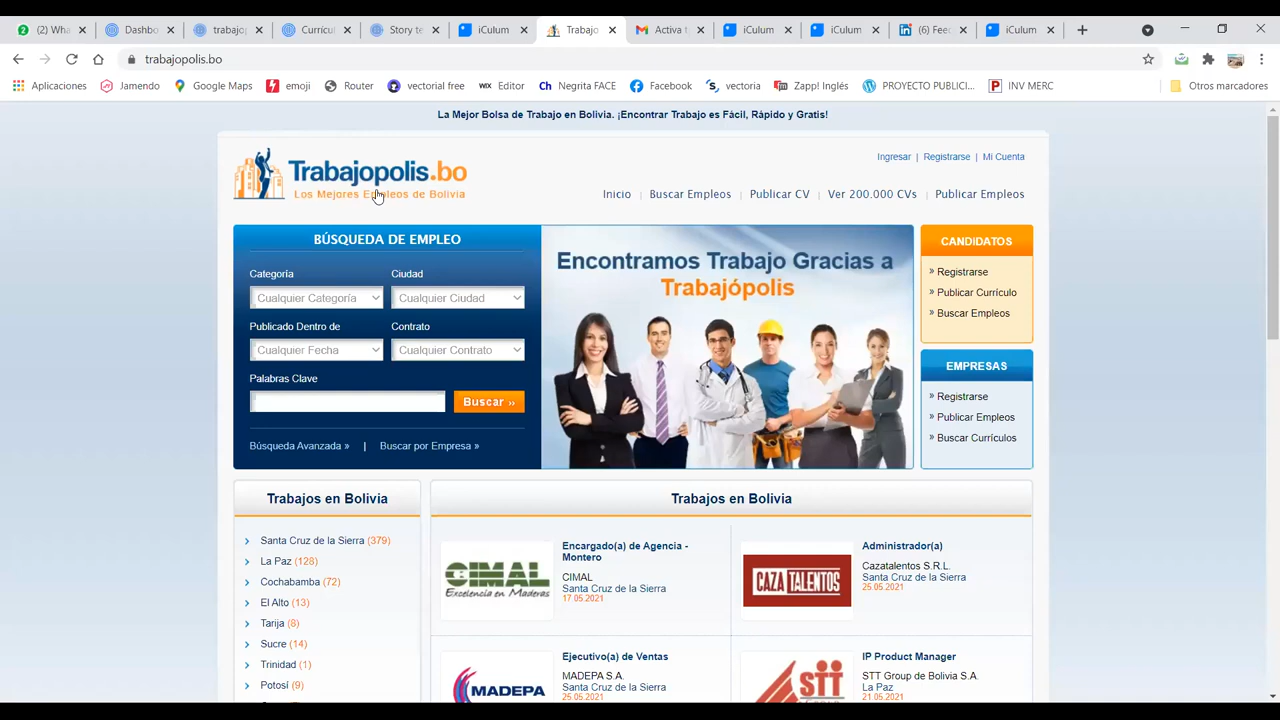 (2) Wha
Dashbo
trabajop
Currícul
Story te
iCulum
Trabajo
Activa t
iCulum
iCulum
(6) Feed
iCulum
trabajopolis.bo
Aplicaciones
Jamendo
Google Maps
emoji
Router
vectorial free
WIX Editor
Ch Negrita FACE
Facebook
vectoria
Zapp! Inglés
PROYECTO PUBLICI...
INV MERC
Otros marcadores
La Mejor Bolsa de Trabajo en Bolivia. ¡Encontrar Trabajo es Fácil, Rápido y Gratis!
Trabajopolis.bo
Los Mejores Empleos de Bolivia
Ingresar | Registrarse | Mi Cuenta
Inicio | Buscar Empleos | Publicar CV | Ver 200.000 CVs | Publicar Empleos
BÚSQUEDA DE EMPLEO
Categoría
Ciudad
Cualquier Categoría
Cualquier Ciudad
Publicado Dentro de
Contrato
Cualquier Fecha
Cualquier Contrato
Palabras Clave
Buscar »
Búsqueda Avanzada » | Buscar por Empresa »
Encontramos Trabajo Gracias a
Trabajópolis
CANDIDATOS
» Registrarse
» Publicar Currículo
» Buscar Empleos
EMPRESAS
» Registrarse
» Publicar Empleos
» Buscar Currículos
Trabajos en Bolivia
Santa Cruz de la Sierra (379)
La Paz (128)
Cochabamba (72)
El Alto (13)
Tarija (8)
Sucre (14)
Trinidad (1)
Potosí (9)
Trabajos en Bolivia
CIMAL
Excelencia en Maderas
Encargado(a) de Agencia -
Montero
CIMAL
Santa Cruz de la Sierra
17.05.2021
CAZA TALENTOS
Administrador(a)
Cazatalentos S.R.L.
Santa Cruz de la Sierra
25.05.2021
MADEPA
Ejecutivo(a) de Ventas
MADEPA S.A.
Santa Cruz de la Sierra
25.05.2021
STT
IP Product Manager
STT Group de Bolivia S.A.
La Paz
21.05.2021